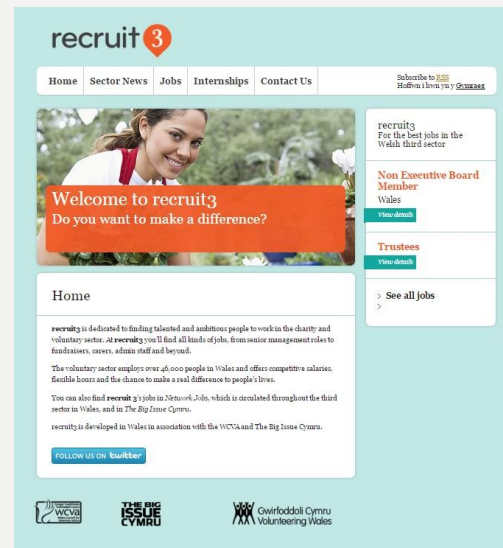 recruit3
Home Sector News Jobs Internships Contact Us
Subscribe to RSS
Hoffwn i hwn yn y Gymraeg
Welcome to recruit3
Do you want to make a difference?
recruit3
For the best jobs in the
Welsh third sector
Non Executive Board
Member
Wales
View details
Trustees
View details
> See all jobs
>
Home
recruit3 is dedicated to finding talented and ambitious people to work in the charity and
voluntary sector. At recruit3 you'll find all kinds of jobs, from senior management roles to
fundraisers, carers, admin staff and beyond.
The voluntary sector employs over 46,000 people in Wales and offers competitive salaries,
flexible hours and the chance to make a real difference to people's lives.
You can also find recruit 3's jobs in Network Jobs, which is circulated throughout the third
sector in Wales, and in The Big Issue Cymru.
recruit3 is developed in Wales in association with the WCVA and The Big Issue Cymru.
FOLLOW US ON twitter
wcva
THE BIG
ISSUE
CYMRU
Gwirfoddoli Cymru
Volunteering Wales